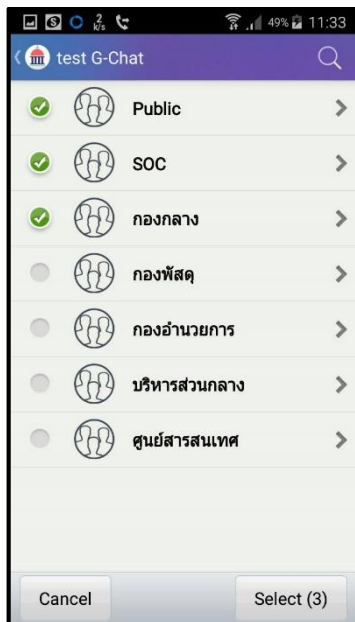 2
k/s
49%
11:33
test G-Chat
Public
SOC
กองกลาง
กองพัสดุ
กองอำนวยการ
บริหารส่วนกลาง
ศูนย์สารสนเทศ
Cancel
Select (3)